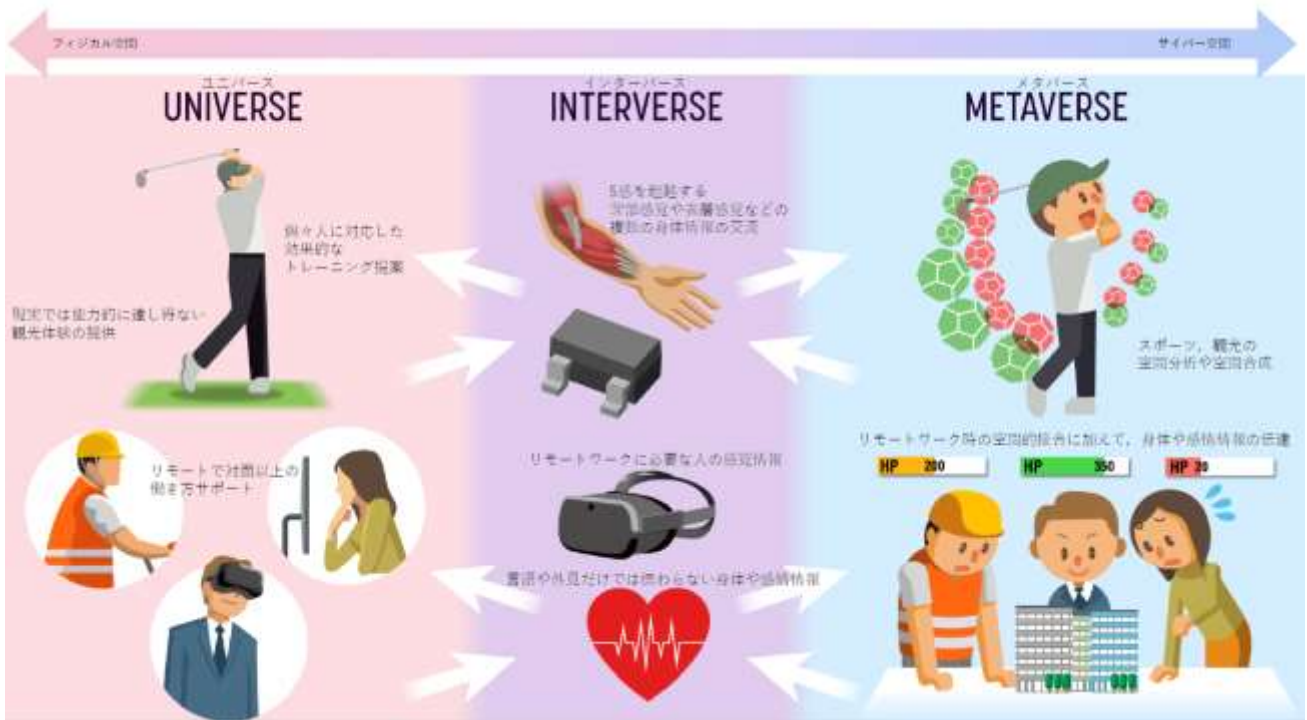 フィジカル空間
サイバー空間
ユニバース
UNIVERSE
インターバース
INTERVERSE
メタバース
METAVERSE
個々人に対応した
効果的な
トレーニング提案
現実では能力的に達し得ない
観光体験の提供
リモートで対面以上の
働き方サポート
5感を超越する
深部感覚や表層感覚などの
複数の身体情報の交流
リモートワークに必要な人の感覚情報
言語や外見だけでは伝わらない身体や感情情報
スポーツ，観光の
空間分析や空間合成
リモートワーク時の空間的接合に加えて，身体や感情情報の伝達
HP 200
HP 350
HP 20